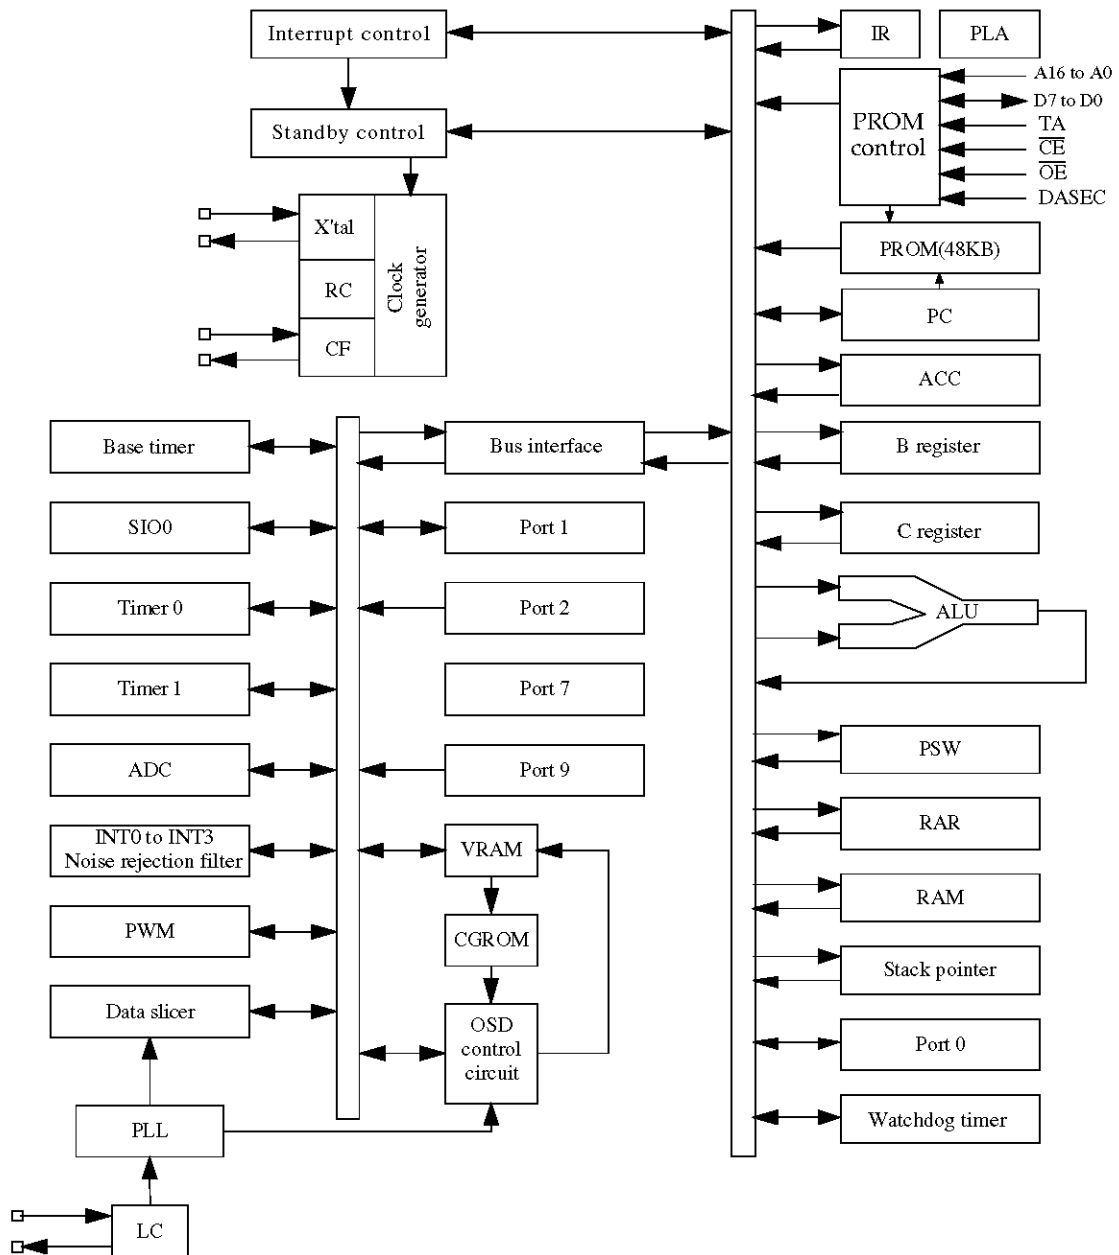 Interrupt control
IR
PLA
Standby control
PROM
control
A16 to A0
D7 to D0
TA
CE
OE
DASEC
X'tal
RC
CF
Clock
generator
PROM(48KB)
PC
ACC
Base timer
Bus interface
B register
SIO0
Port 1
C register
Timer 0
Port 2
ALU
Timer 1
Port 7
PSW
ADC
Port 9
RAR
INT0 to INT3
Noise rejection filter
VRAM
RAM
PWM
CGROM
Stack pointer
Data slicer
OSD
control
circuit
Port 0
PLL
Watchdog timer
LC